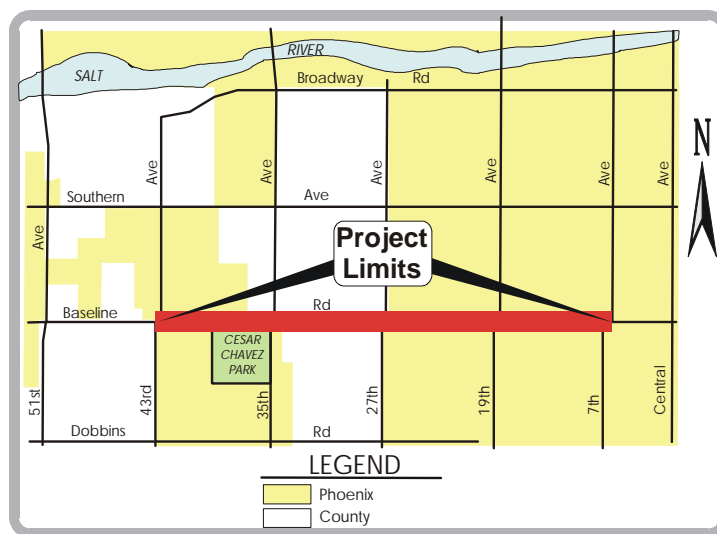 RIVER
SALT
Broadway Rd
N
Ave
Ave
Ave
Ave
Ave
Ave
Southern Ave
Ave
Project
Limits
Baseline Rd
CESAR
CHAVEZ
PARK
51st
43rd
35th
27th
19th
7th
Central
Dobbins Rd
LEGEND
Phoenix
County